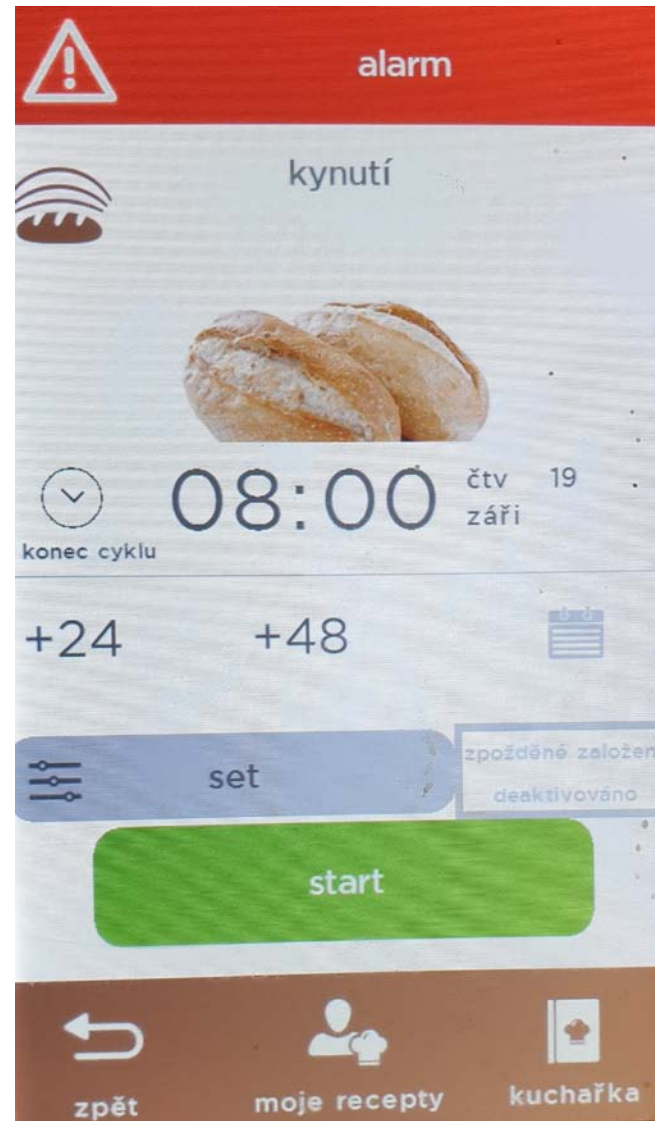 alarm
kynutí
08:00
čtv 19
září
konec cyklu
+24 +48
set
zpožděné založen
deaktivováno
start
zpět moje recepty kuchařka